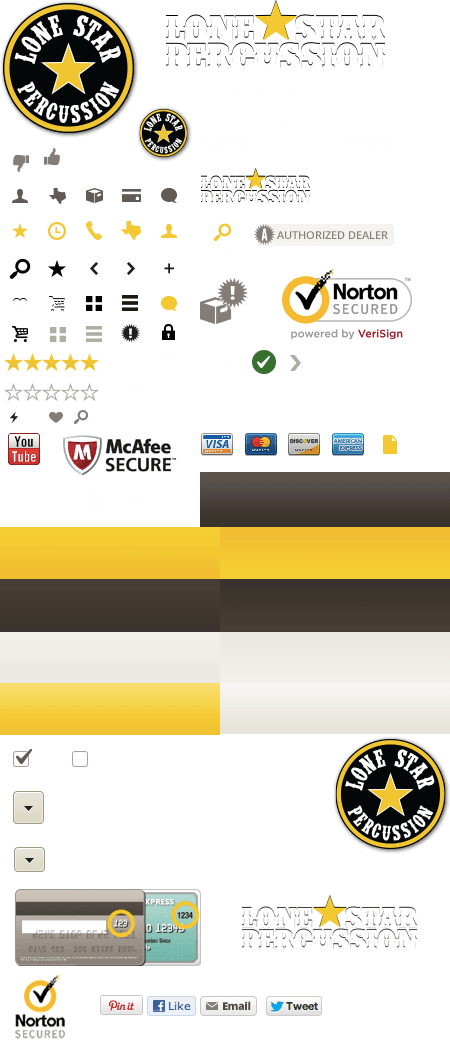 LONE STAR
PERCUSSION
LONE STAR
PERCUSSION
LONE STAR
PERCUSSION
LONE STAR
PERCUSSION
A AUTHORIZED DEALER
Norton
SECURED
powered by VeriSign
You
Tube
McAfee
SECURE™
VISA
MasterCard
DISCOVER
AMERICAN
EXPRESS
LONE STAR
PERCUSSION
123
EXPRESS
1234
LONE STAR
PERCUSSION
Norton
SECURED
Pin it
Like
Email
Tweet